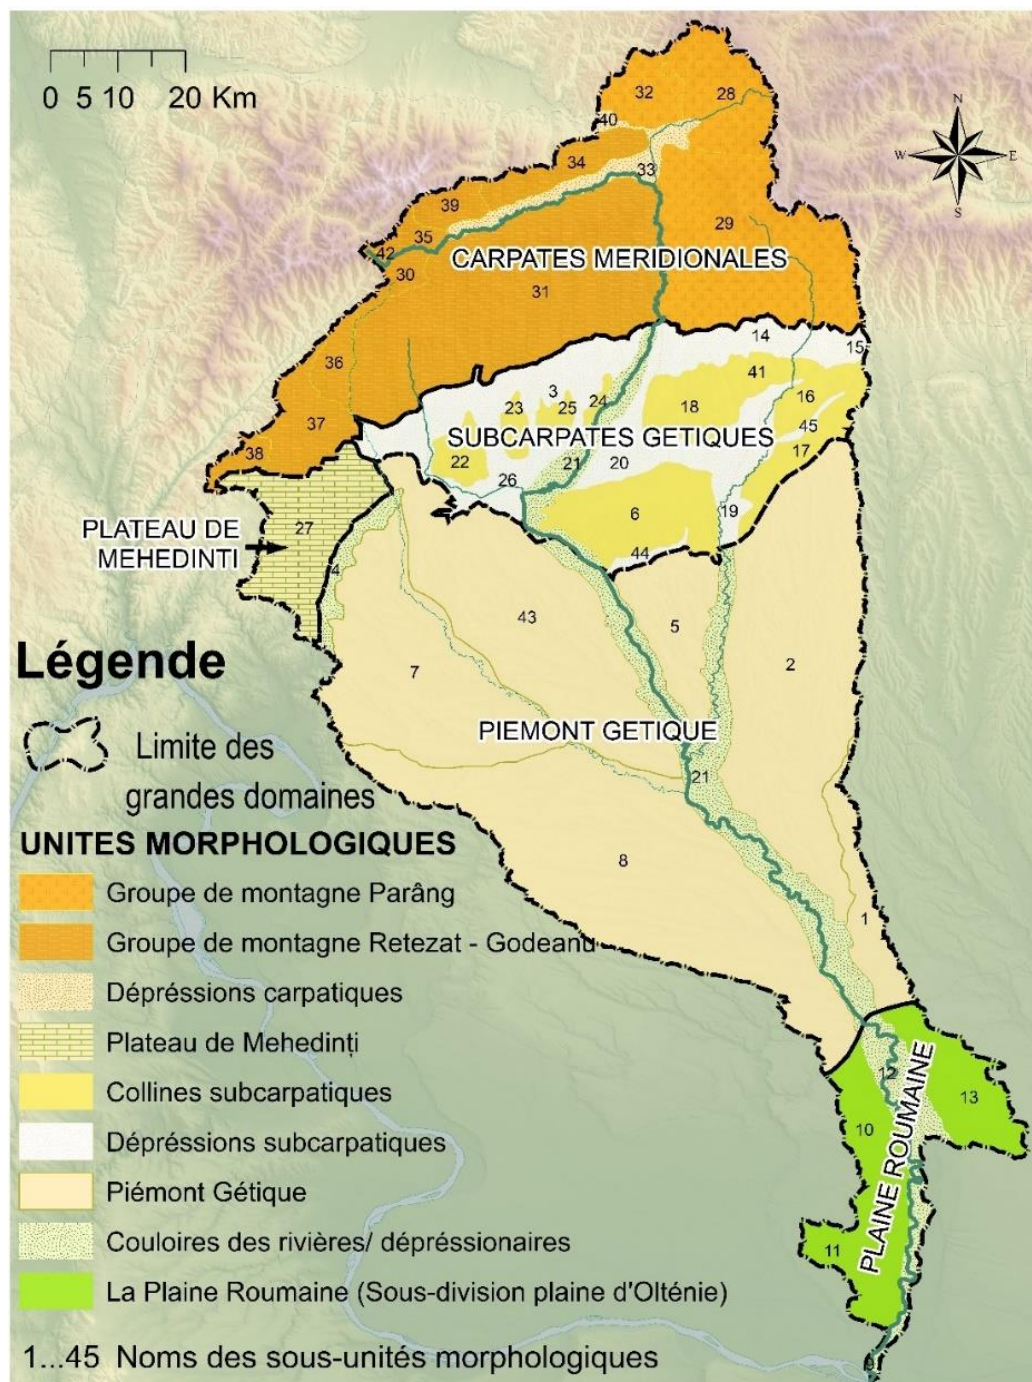 0 5 10 20 Km
N
W E
S
32
28
40
34
33
39
29
35
42
30
CARPATES MERIDIONALES
31
14
15
36
41
3
16
23
25
24
18
37
45
SUBCARPATES GETIQUES
17
38
22
21
20
26
6
19
27
PLATEAU DE
MEHEDINTI
44
4
43
5
2
7
Légende
PIEMONT GETIQUE
Limite des
grandes domaines
21
UNITES MORPHOLOGIQUES
8
Groupe de montagne Parâng
1
Groupe de montagne Retezat - Godeanu
Dépréssions carpatiques
Plateau de Mehedinți
12
13
10
PLAINE ROUMAINE
Collines subcarpatiques
Dépréssions subcarpatiques
Piémont Gétique
Couloires des rivières/ dépréssionaires
11
La Plaine Roumaine (Sous-division plaine d'Olténie)
1...45 Noms des sous-unités morphologiques
9